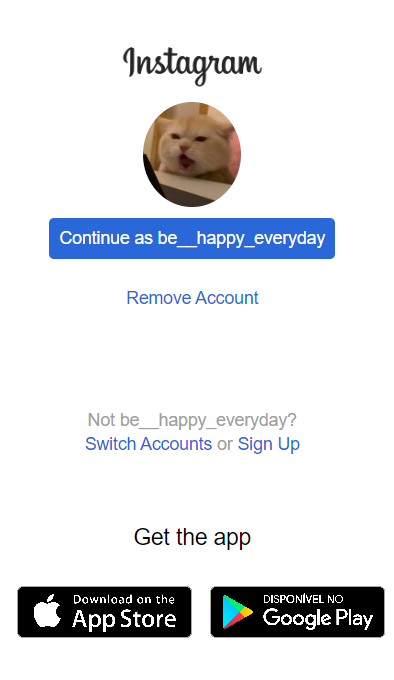 Instagram
Continue as be__happy_everyday
Remove Account
Not be__happy_everyday?
Switch Accounts or Sign Up
Get the app
Download on the
App Store
DISPONÍVEL NO
Google Play